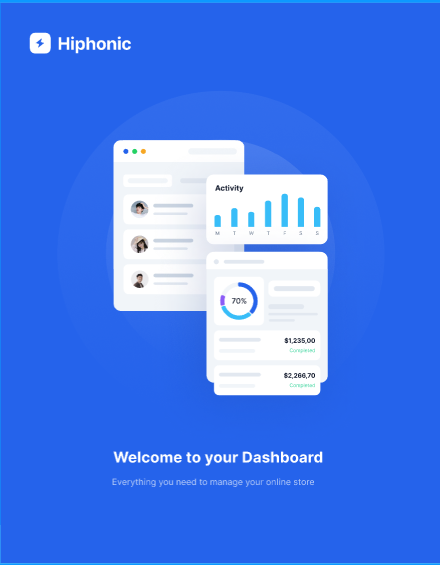 Hiphonic
Activity
M T W T F S S
70%
$1,235,00
Completed
$2,266,70
Completed
Welcome to your Dashboard
Everything you need to manage your online store